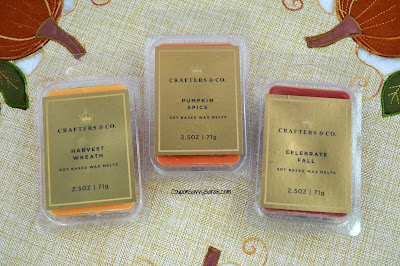 CRAFTERS & CO.
HARVEST
WREATH
SOY BASED WAX MELTS
2.5OZ | 71g
CRAFTERS & CO.
PUMPKIN
SPICE
SOY BASED WAX MELTS
2.5OZ | 71g
CRAFTERS & CO.
CELEBRATE
FALL
SOY BASED WAX MELTS
2.5OZ | 71g
CouponSavvySarah.com